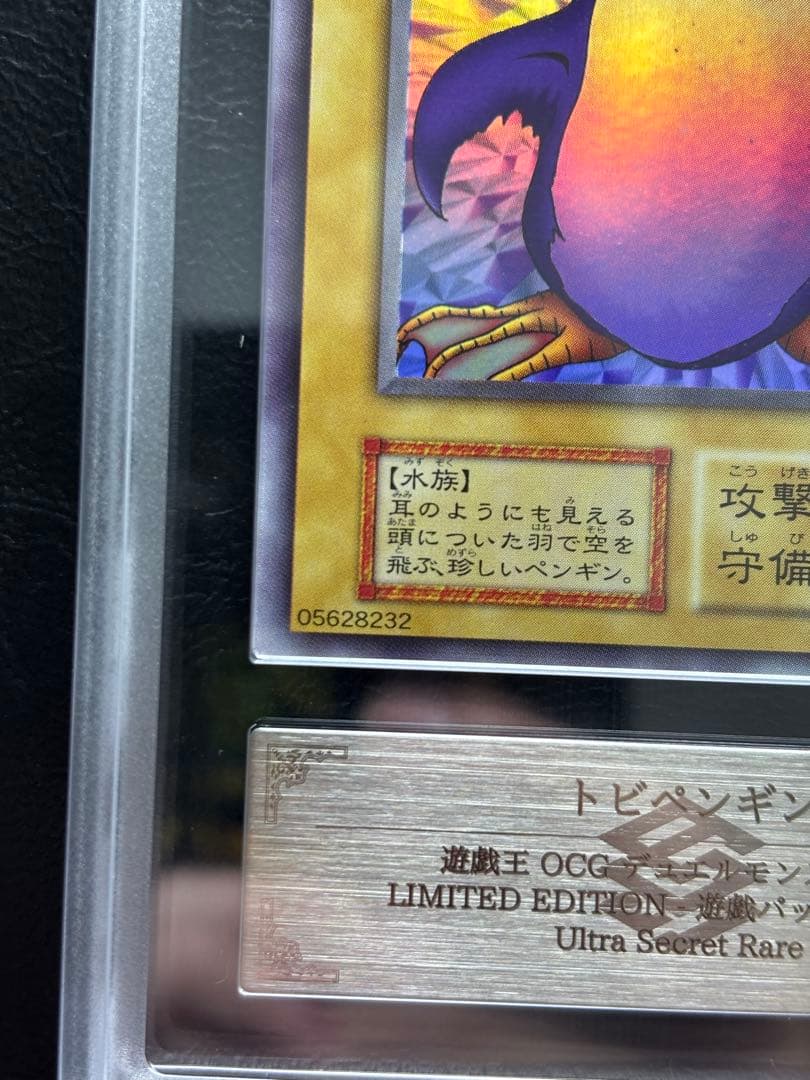 【水族】
耳のようにも見える
頭についた羽で空を
飛ぶ、珍しいペンギン。
攻撃
守備
05628232
トビペンギン
遊戯王 OCG デュエルモン
LIMITED EDITION - 遊戯パッ
Ultra Secret Rare